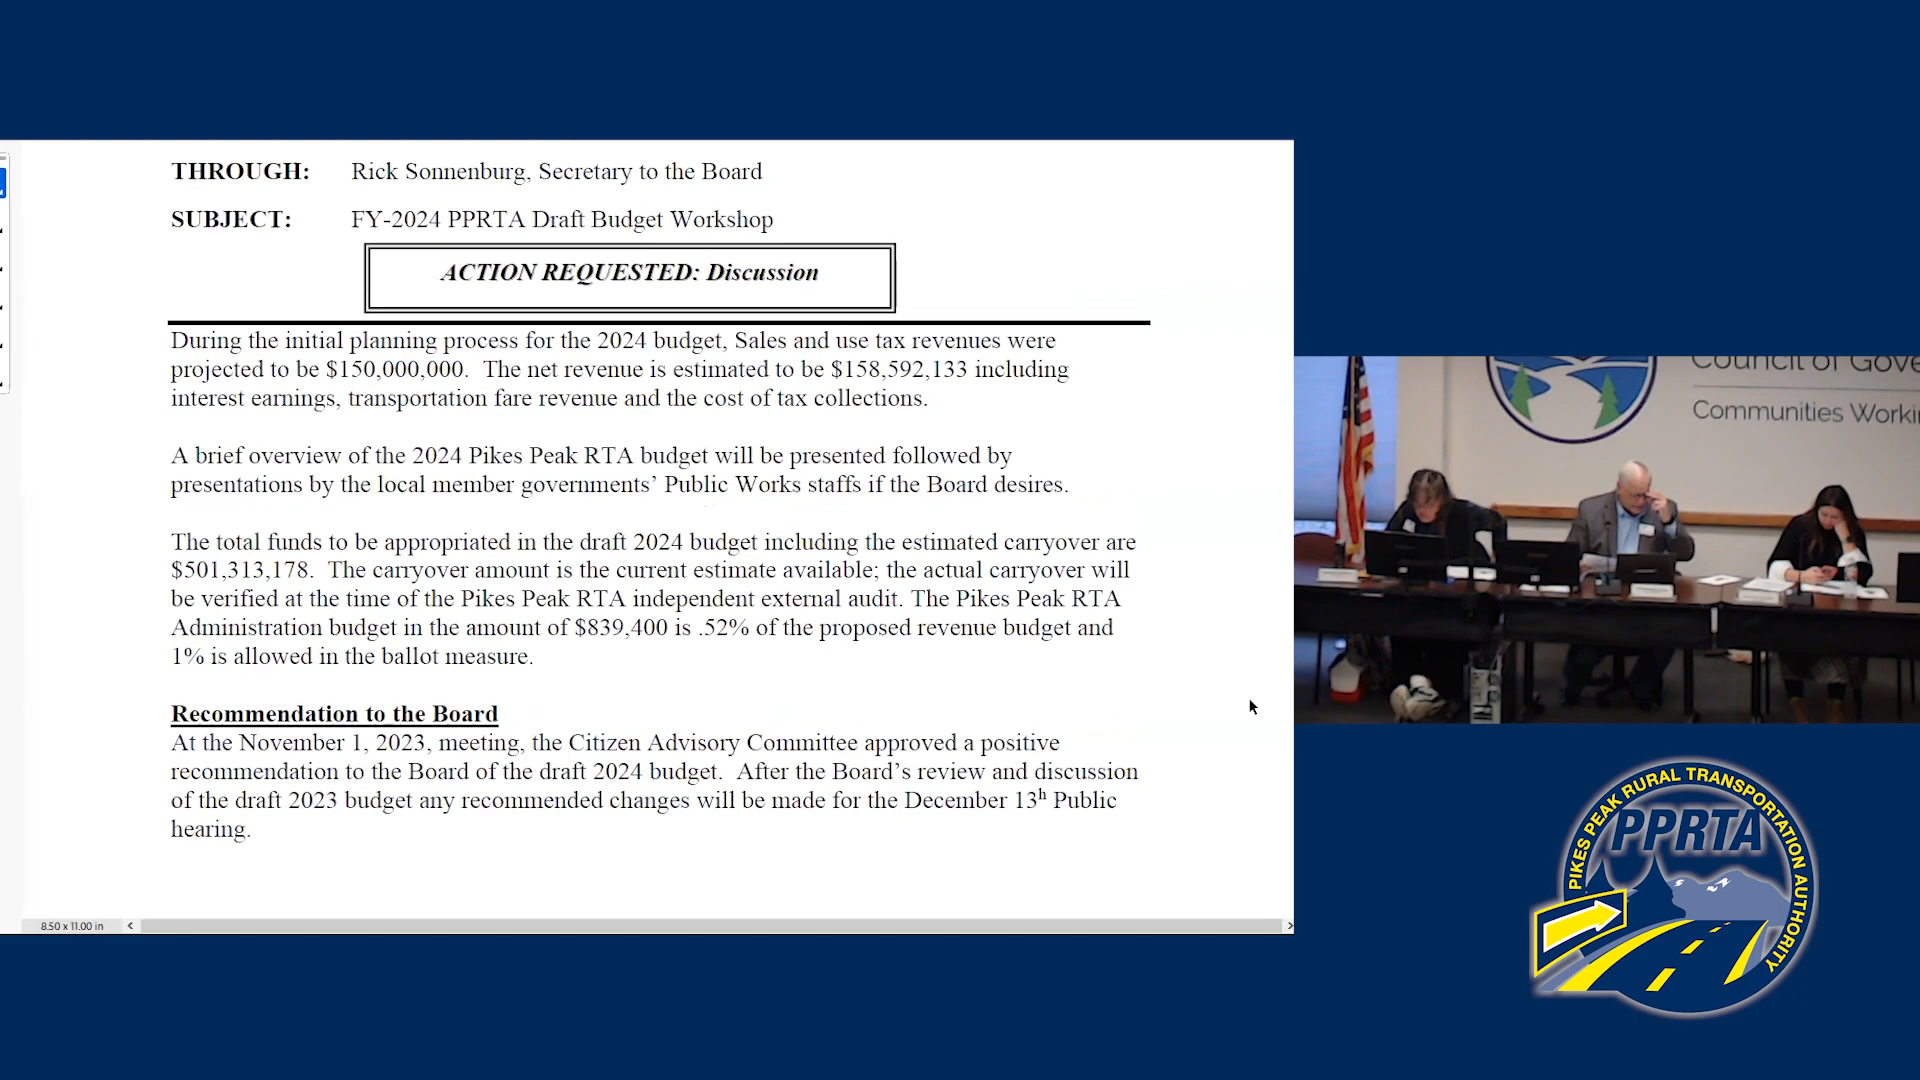 THROUGH: Rick Sonnenburg, Secretary to the Board
SUBJECT: FY-2024 PPRTA Draft Budget Workshop
ACTION REQUESTED: Discussion
During the initial planning process for the 2024 budget, Sales and use tax revenues were
projected to be $150,000,000. The net revenue is estimated to be $158,592,133 including
interest earnings, transportation fare revenue and the cost of tax collections.
A brief overview of the 2024 Pikes Peak RTA budget will be presented followed by
presentations by the local member governments' Public Works staffs if the Board desires.
The total funds to be appropriated in the draft 2024 budget including the estimated carryover are
$501,313,178. The carryover amount is the current estimate available; the actual carryover will
be verified at the time of the Pikes Peak RTA independent external audit. The Pikes Peak RTA
Administration budget in the amount of $839,400 is .52% of the proposed revenue budget and
1% is allowed in the ballot measure.
Recommendation to the Board
At the November 1, 2023, meeting, the Citizen Advisory Committee approved a positive
recommendation to the Board of the draft 2024 budget. After the Board's review and discussion
of the draft 2023 budget any recommended changes will be made for the December 13h Public
hearing.
8.50 x 11.00 in
Council of Gove
Communities Worki
PIKES PEAK RURAL TRANSPORTATION AUTHORITY
PPRTA